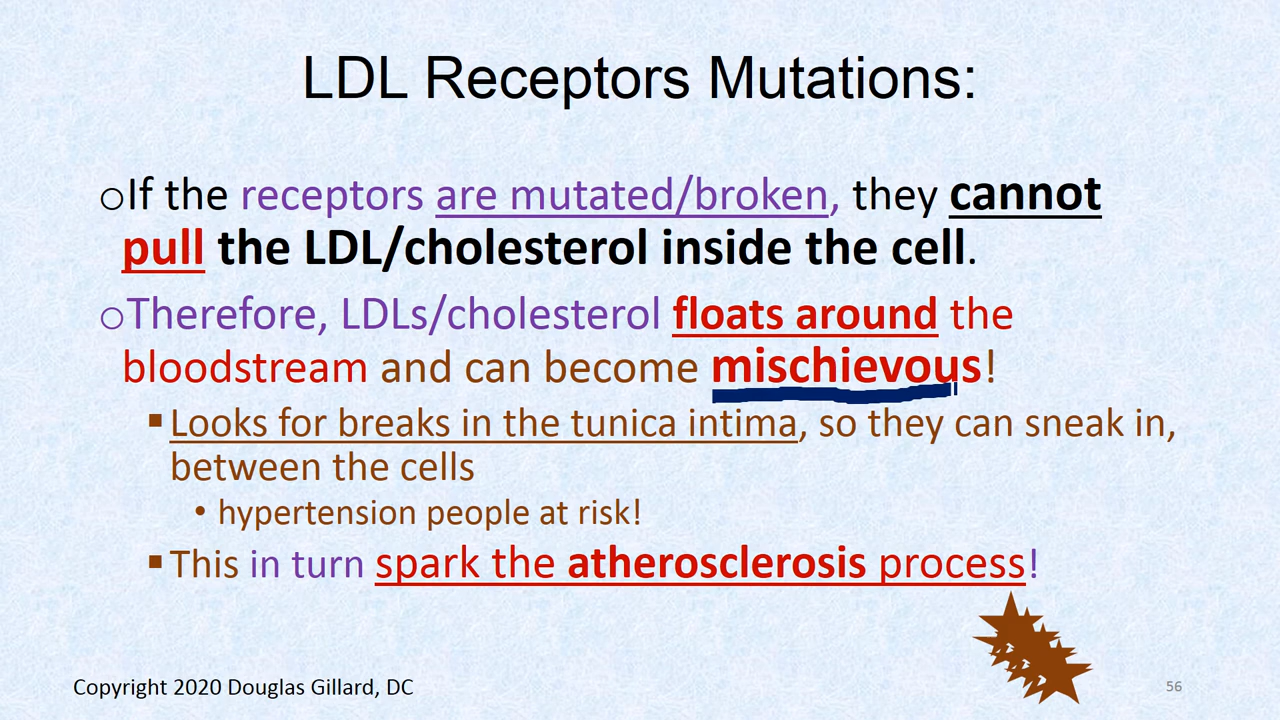 LDL Receptors Mutations:
○If the receptors are mutated/broken, they cannot
pull the LDL/cholesterol inside the cell.
○Therefore, LDLs/cholesterol floats around the
bloodstream and can become mischievous!
▪Looks for breaks in the tunica intima, so they can sneak in,
between the cells
• hypertension people at risk!
▪This in turn spark the atherosclerosis process!
Copyright 2020 Douglas Gillard, DC
56